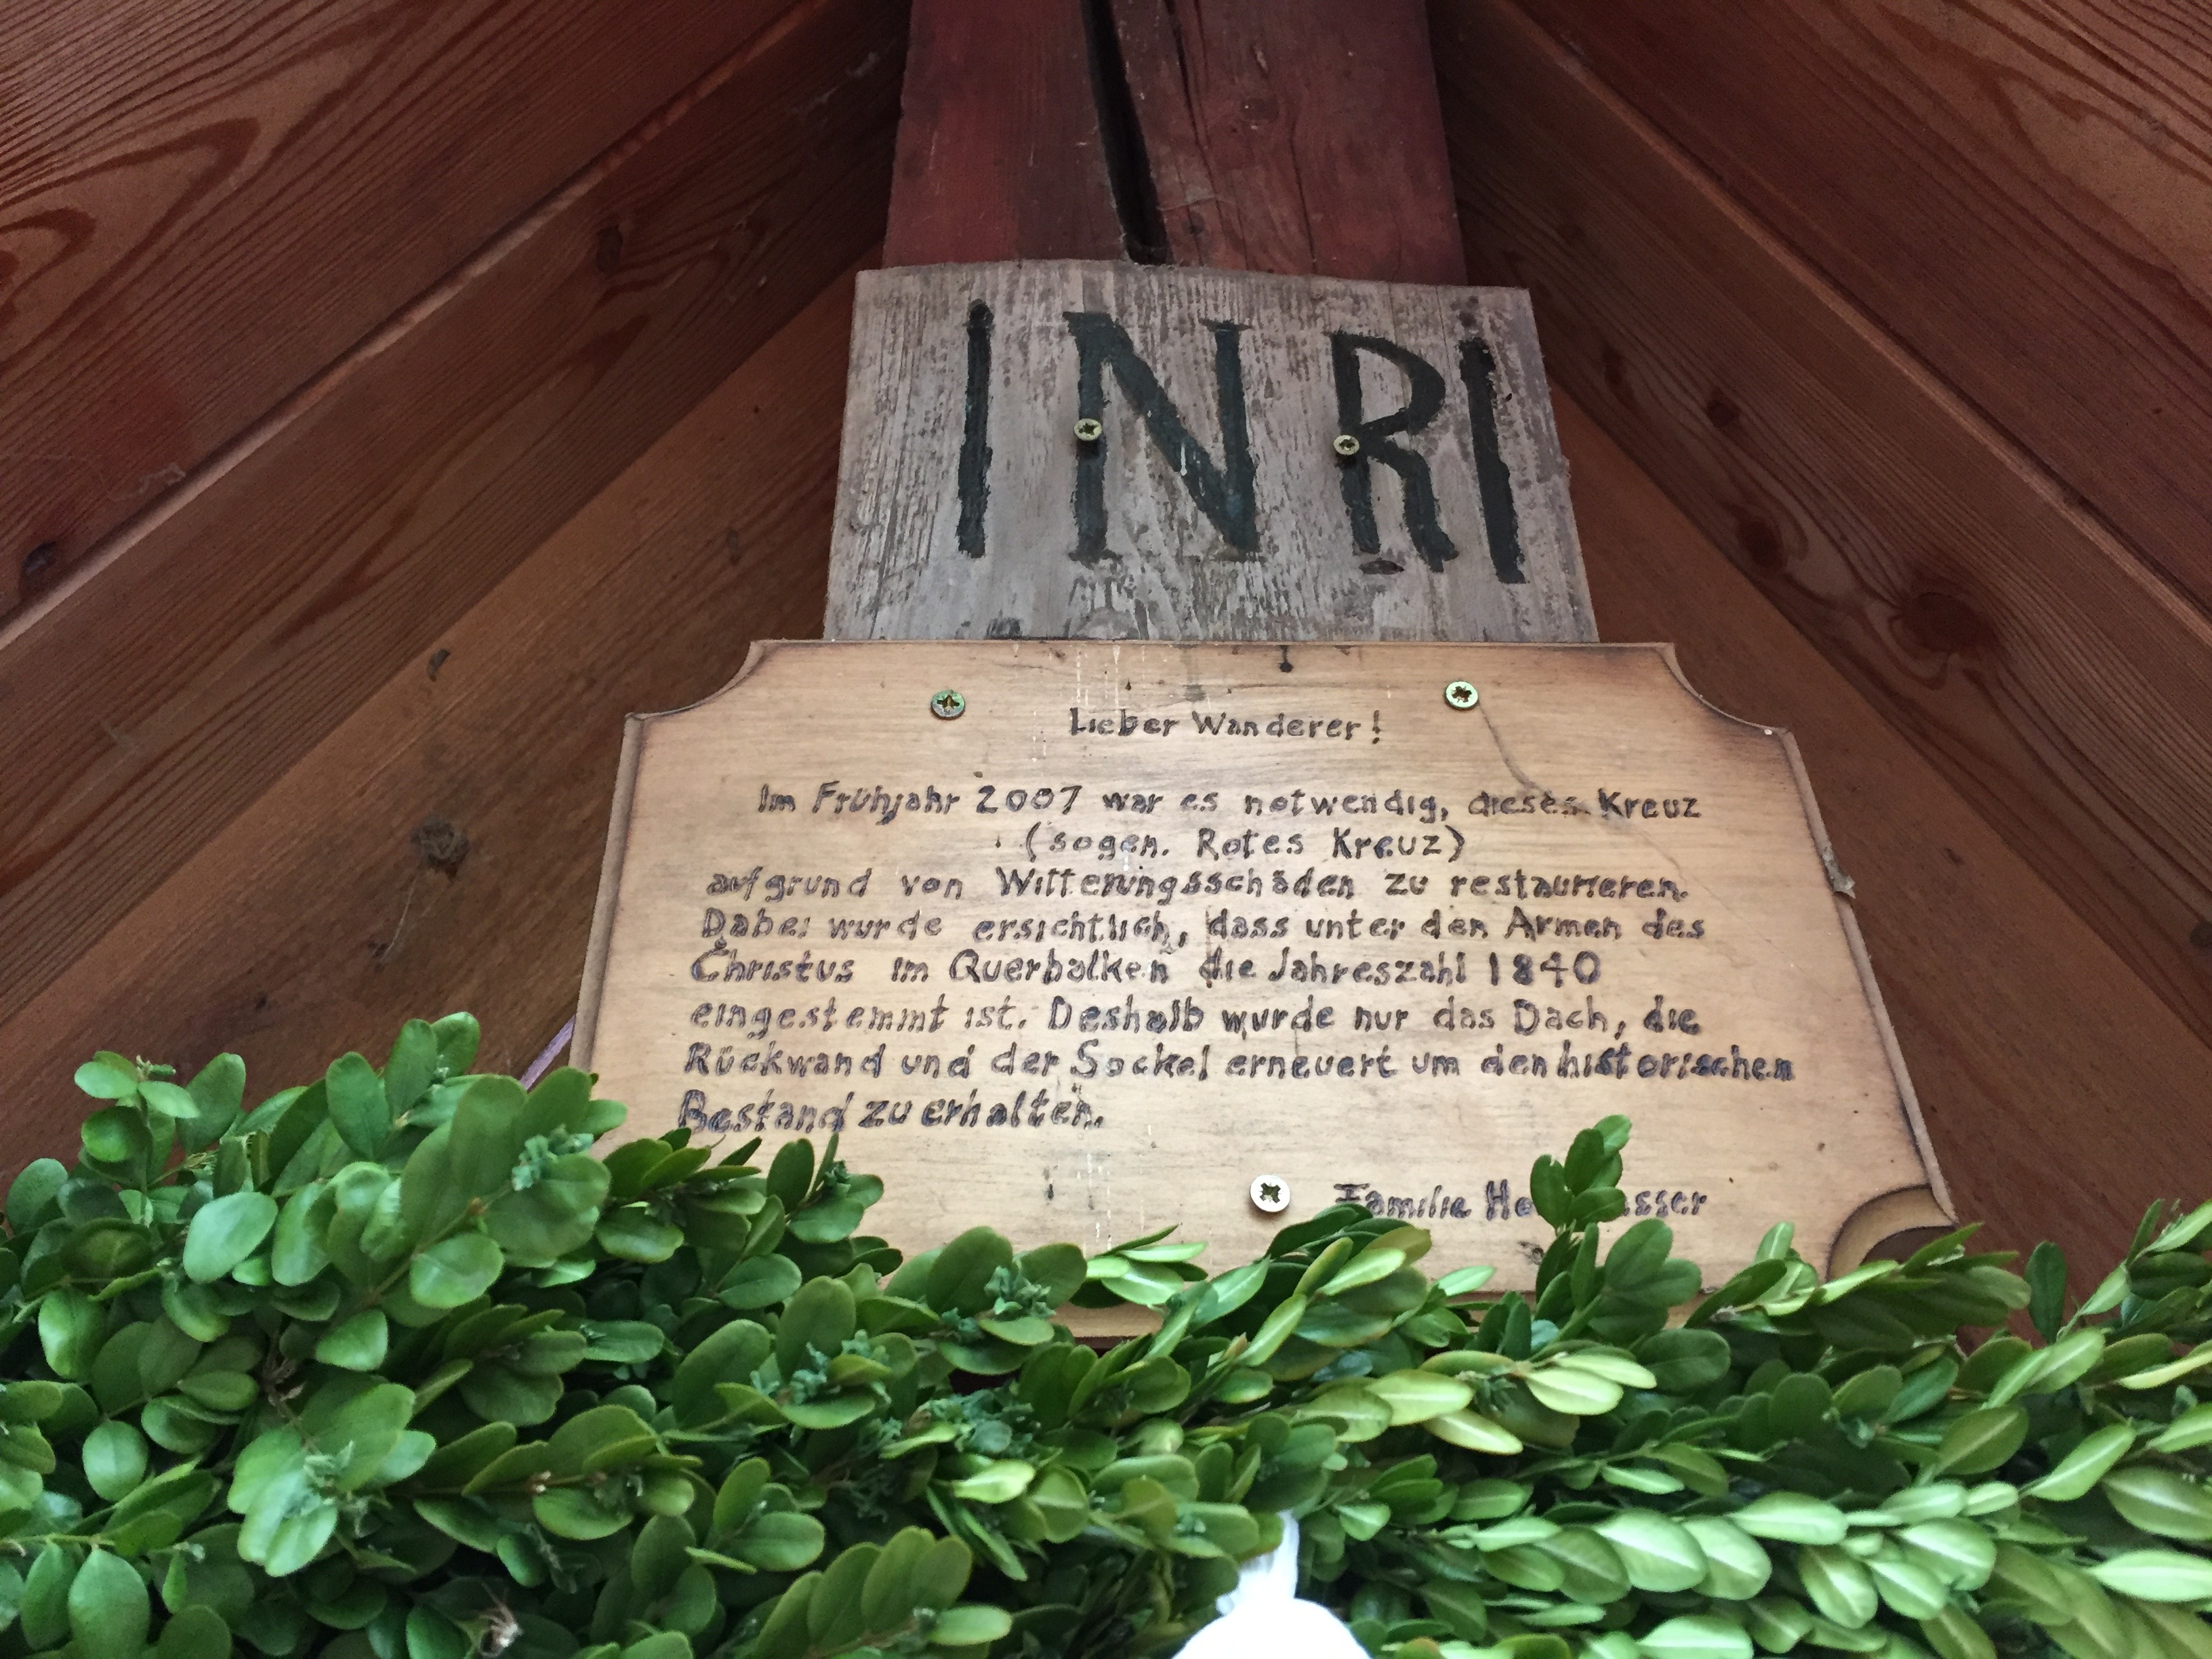 INRI
Lieber Wanderer!
Im Frühjahr 2007 war es notwendig, dieses Kreuz
(sogen. Rotes Kreuz)
aufgrund von Witterungsschäden zu restaurieren.
Dabei wurde ersichtlich, dass unter den Armen des
Christus im Querbalken die Jahreszahl 1840
eingestemmt ist. Deshalb wurde nur das Dach, die
Rückwand und der Sockel erneuert um den historischen
Bestand zu erhalten.
Familie